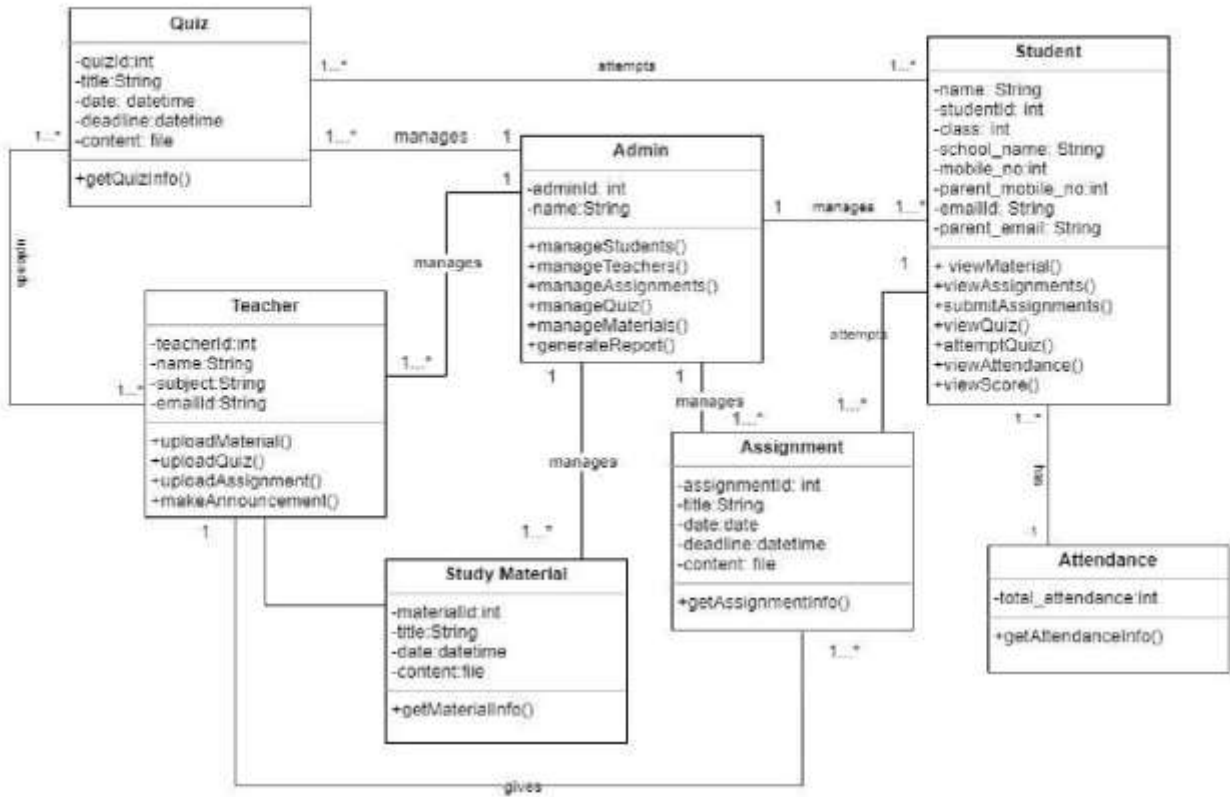 Quiz
-quizId:int
-title:String
-date: datetime
-deadline:datetime
-content: file
+getQuizInfo()
1...*
attempts
1...*
Student
-name: String
-studentId: int
-class: int
-school_name: String
-mobile_no:int
-parent_mobile_no:int
-emailId: String
-parent_email: String
+ viewMaterial()
+viewAssignments()
+submitAssignments()
+viewQuiz()
+attemptQuiz()
+viewAttendance()
+viewScore()
1...*
1...*
manages
1
Admin
-adminId: int
-name:String
+manageStudents()
+manageTeachers()
+manageAssignments()
+manageQuiz()
+manageMaterials()
+generateReport()
1
manages
1
manages
1...*
uploads
Teacher
-teacherId:int
-name:String
-subject:String
-emailId:String
+uploadMaterial()
+uploadQuiz()
+uploadAssignment()
+makeAnnouncement()
1...*
1...*
1
attempts
1...*
1
1
manages
1...*
manages
1...*
Assignment
-assignmentId: int
-title:String
-date:date
-deadline:datetime
-content: file
+getAssignmentInfo()
1...*
has
1
Attendance
-total_attendance:int
+getAttendanceInfo()
1
Study Material
-materialId:int
-title:String
-date:datetime
-content:file
+getMaterialInfo()
1...*
gives